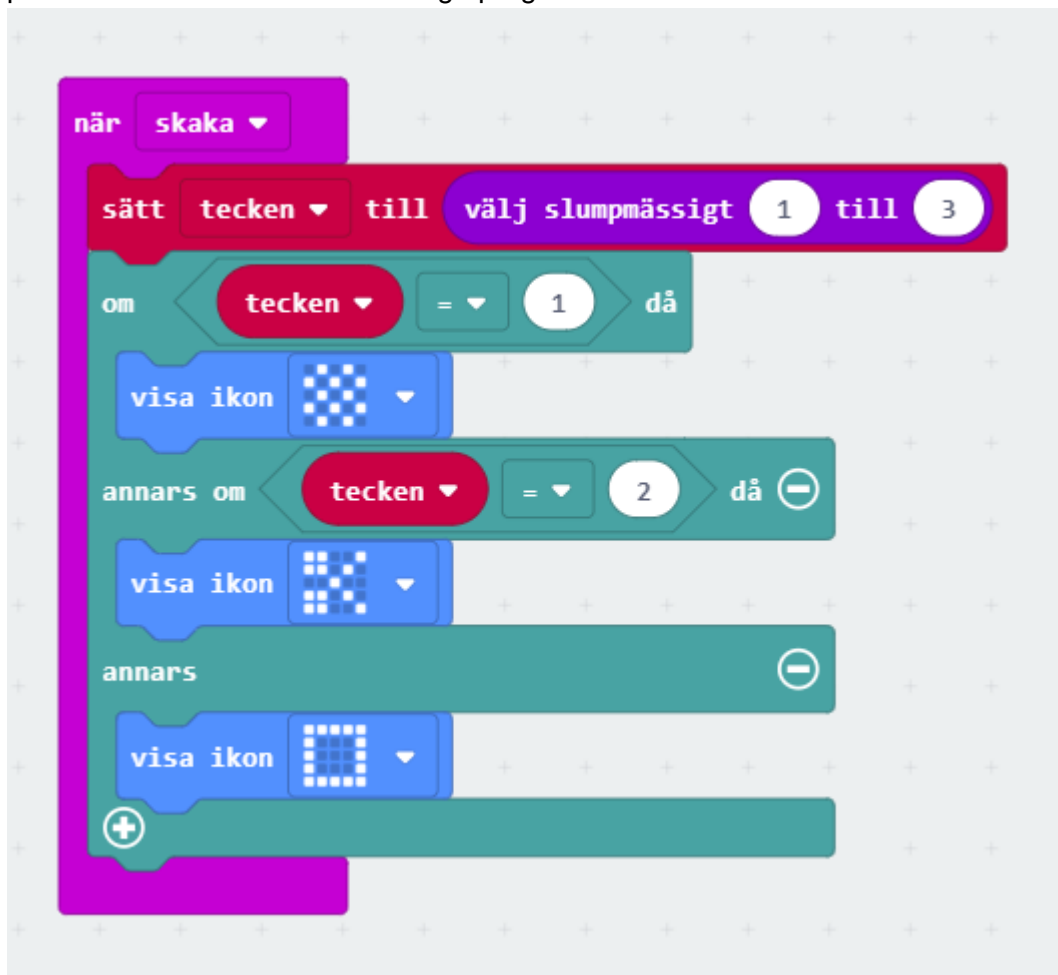 när skaka
sätt tecken till välj slumpmässigt 1 till 3
om tecken = 1 då
visa ikon
annars om tecken = 2 då
visa ikon
annars
visa ikon